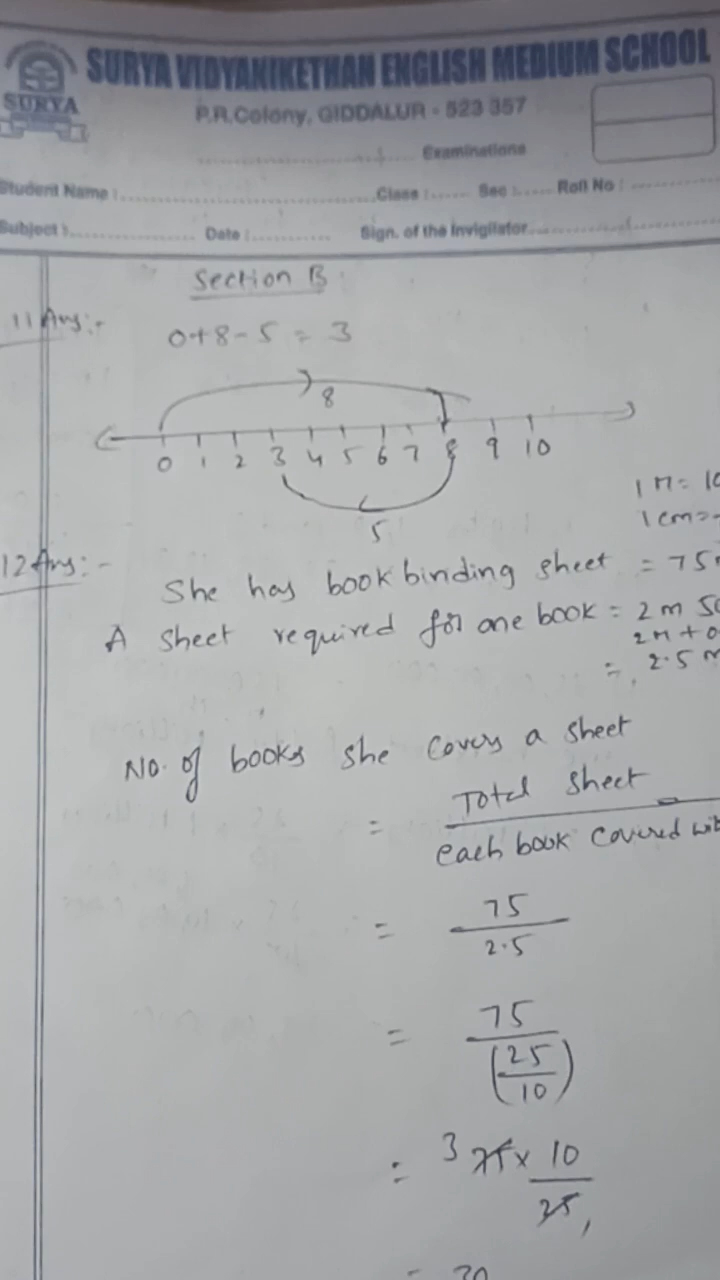 SURYA VIDYANIKETHAN ENGLISH MEDIUM SCHOOL
SURYA
P.R.Colony, GIDDALUR - 523 357
Examinations
Student Name : Class : Sec : Roll No :
Subject : Date : Sign. of the Invigilator
Section B
11 Ans:-
0+8-5 = 3
8
0 1 2 3 4 5 6 7 8 9 10
5
1 M = 10
1 cm =
12 Ans:-
She has book binding sheet = 75
A sheet required for one book = 2 m 50
2 M + 0
= 2.5 m
No. of books she covers a sheet
= Total sheet
each book covered wit
= 75
2.5
= 75
(25
10)
= 3 75 x 10
25
= 30